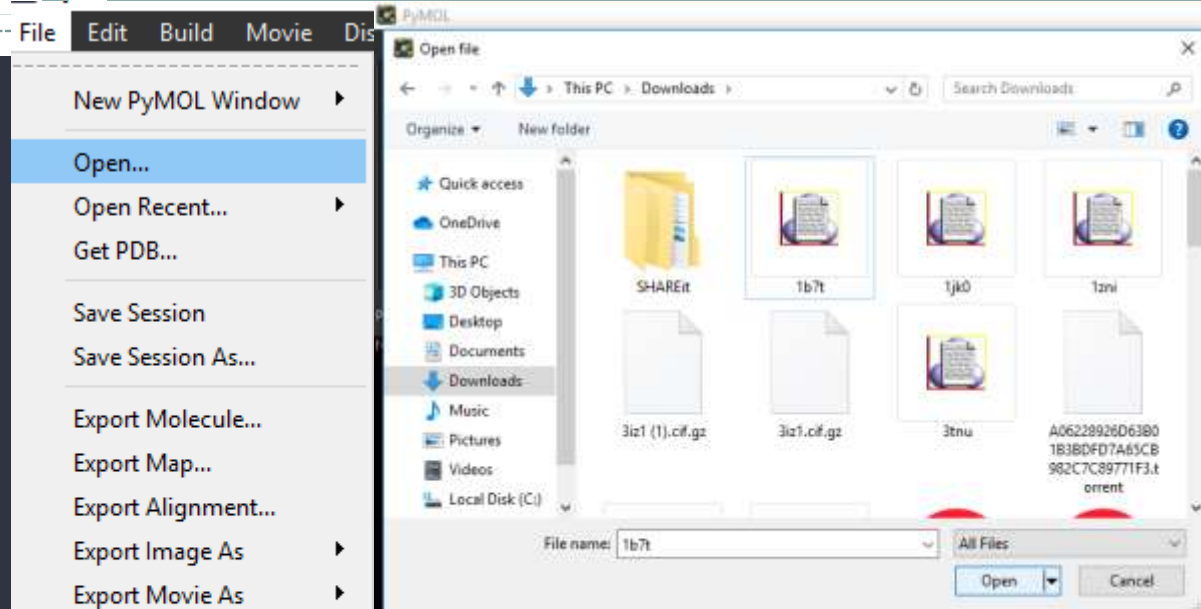 File Edit Build Movie Dis
New PyMOL Window
Open...
Open Recent...
Get PDB...
Save Session
Save Session As...
Export Molecule...
Export Map...
Export Alignment...
Export Image As
Export Movie As
PyMOL
Open file
This PC > Downloads >
Search Downloads
Organize
New folder
Quick access
OneDrive
This PC
3D Objects
Desktop
Documents
Downloads
Music
Pictures
Videos
Local Disk (C:)
SHAREit
1b7t
1jk0
1zni
3iz1 (1).cif.gz
3iz1.cif.gz
3tnu
A06228926D63B0
1B3BDFD7A65CB
982C7C89771F3.t
orrent
File name: 1b7t
All Files
Open
Cancel